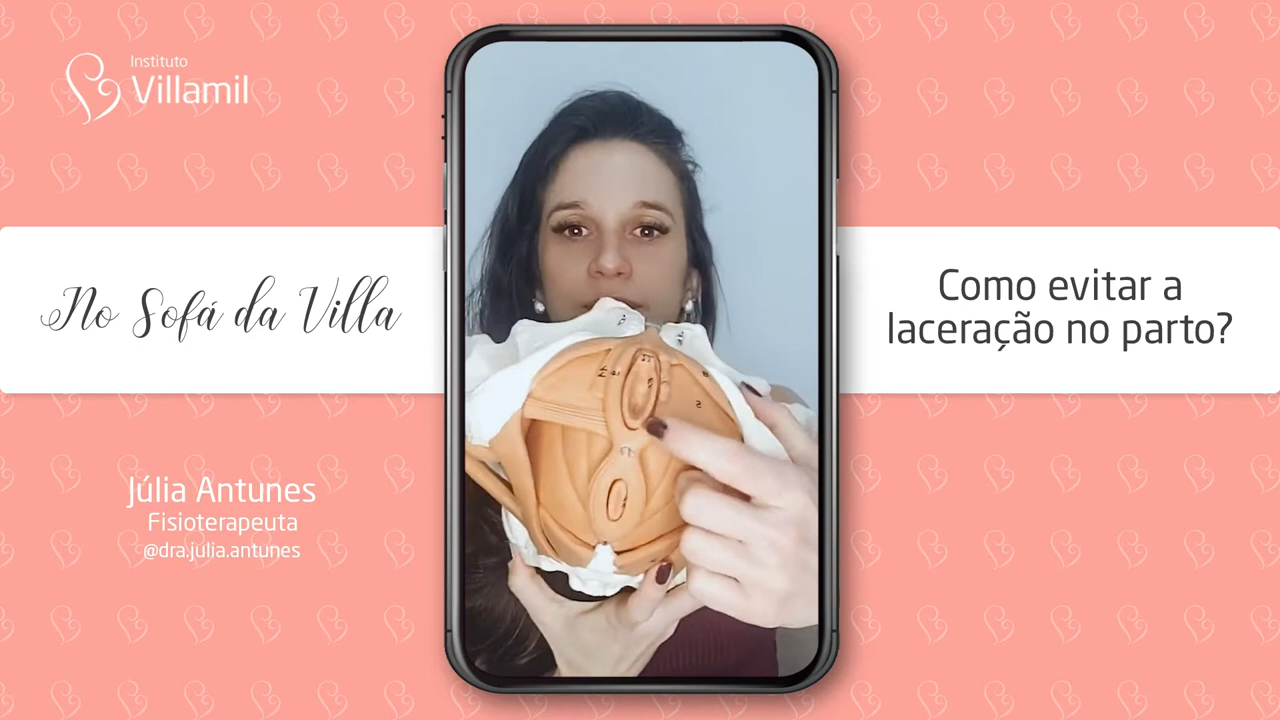 Instituto
Villamil
No Sofá da Villa
Como evitar a
laceração no parto?
Júlia Antunes
Fisioterapeuta
@dra.julia.antunes